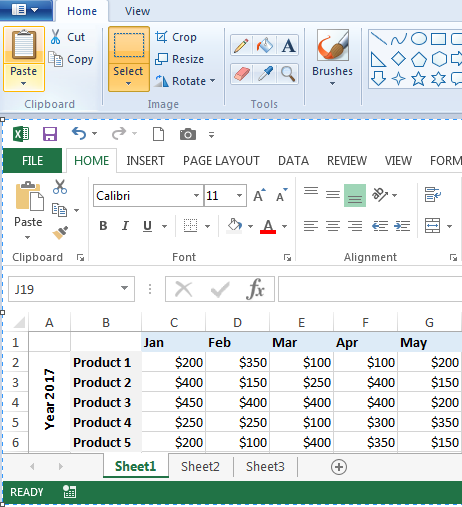 Home View
Paste
Cut
Copy
Select
Crop
Resize
Rotate
Brushes
Clipboard Image Tools
FILE HOME INSERT PAGE LAYOUT DATA REVIEW VIEW FORM
Paste
Calibri 11 A A
B I U A
Clipboard Font Alignment
J19 fx
A B C D E F G
1 Jan Feb Mar Apr May
Year 2017
2 Product 1 $200 $350 $100 $100 $200
3 Product 2 $400 $150 $250 $400 $150
4 Product 3 $450 $400 $400 $400 $200
5 Product 4 $250 $250 $100 $300 $350
6 Product 5 $200 $100 $400 $350 $150
Sheet1 Sheet2 Sheet3
READY